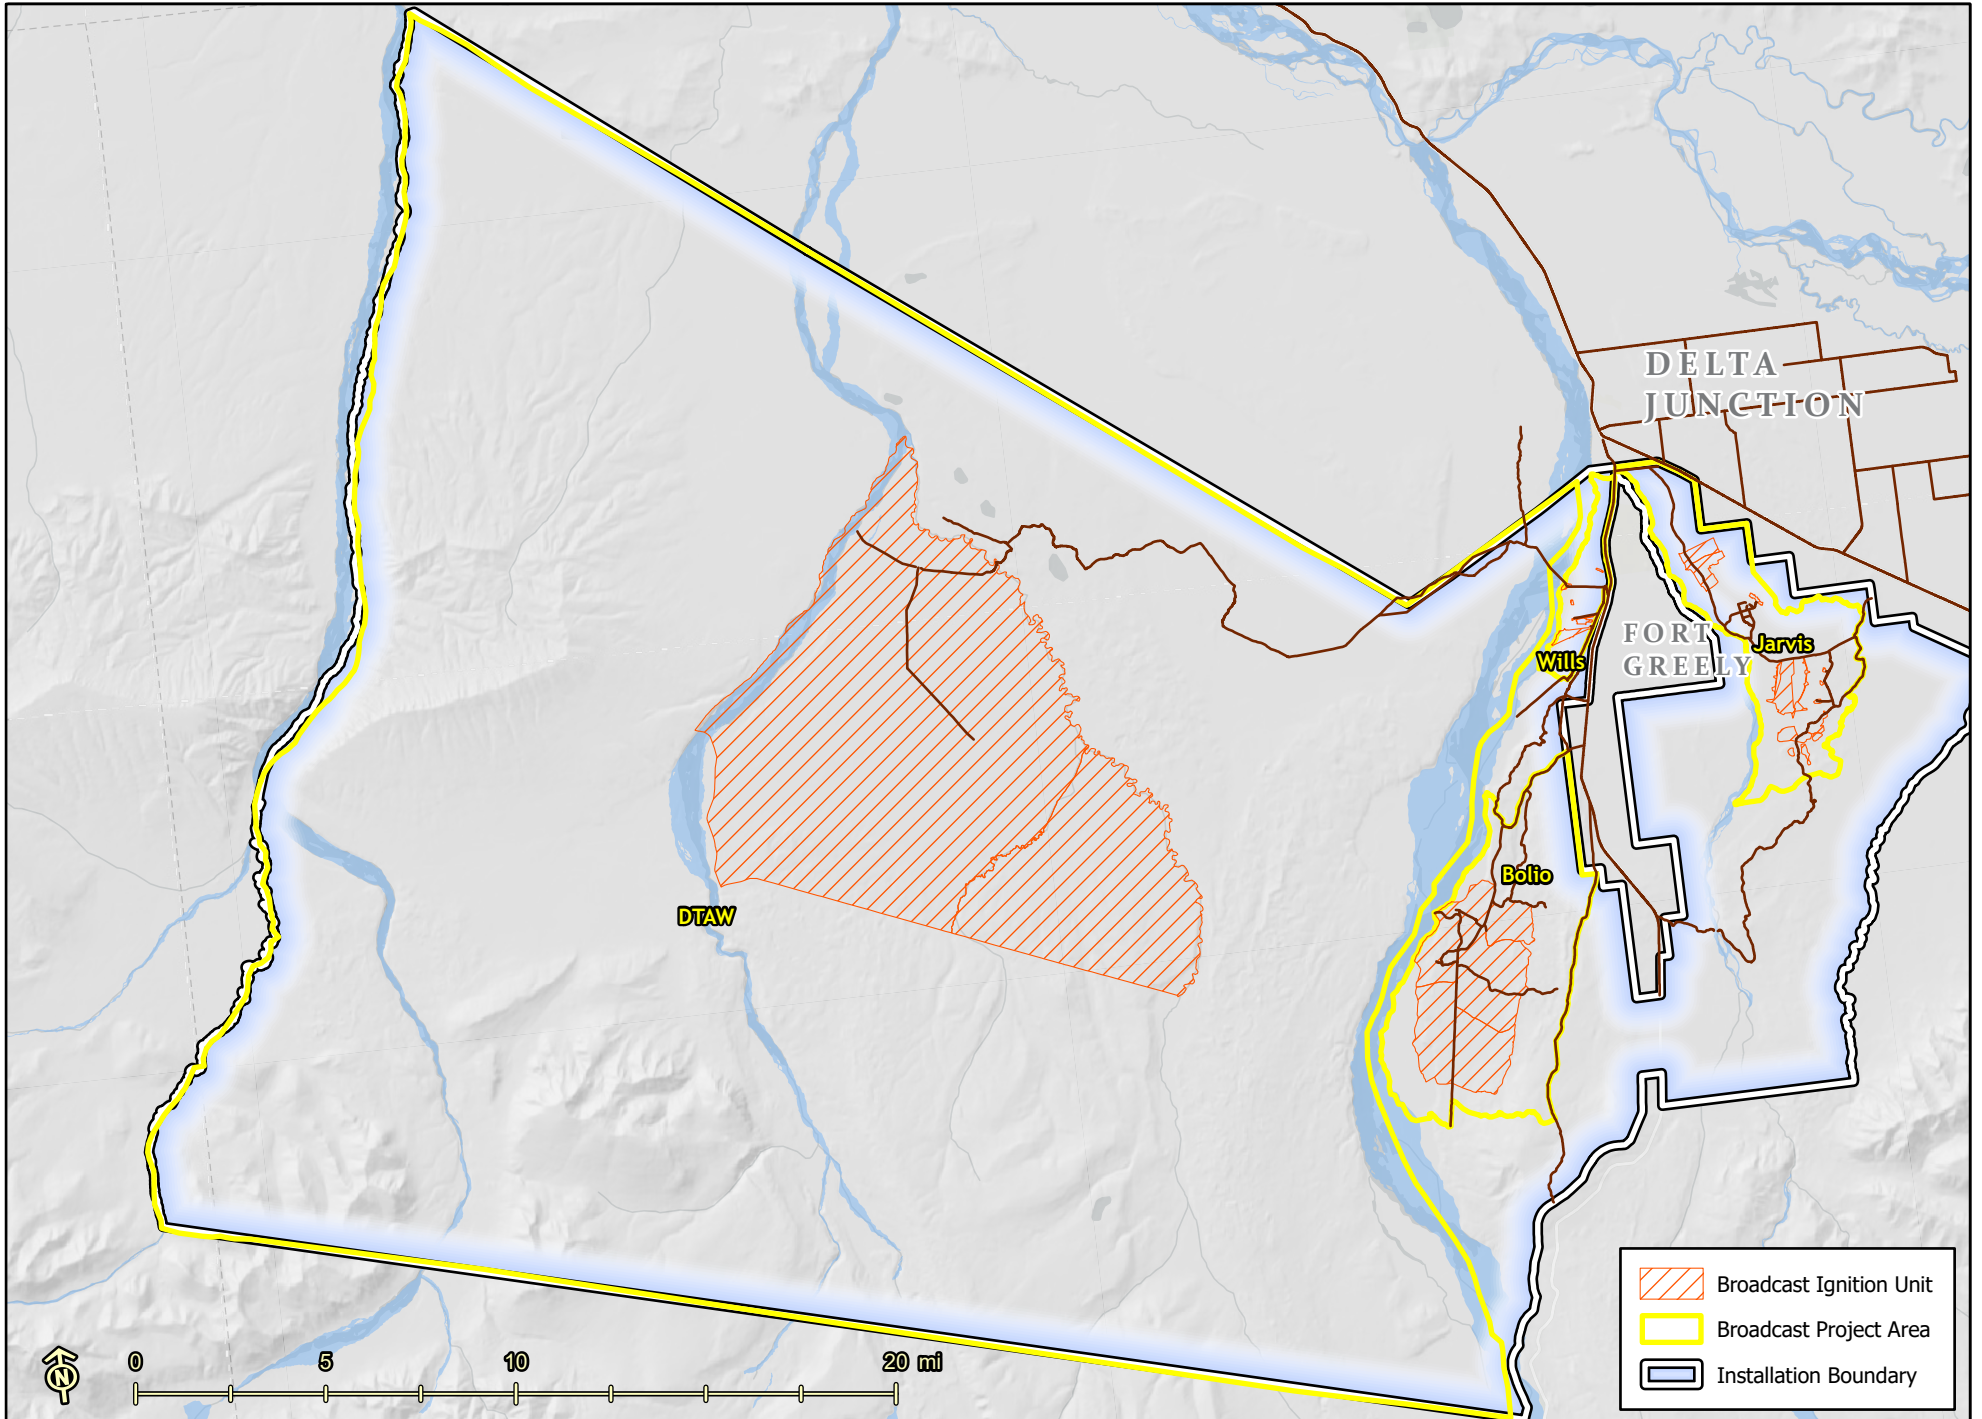 DELTA
JUNCTION
FORT
GREELY
Jarvis
Wills
Bolio
DTAW
N
0 5 10 20 mi
Broadcast Ignition Unit
Broadcast Project Area
Installation Boundary